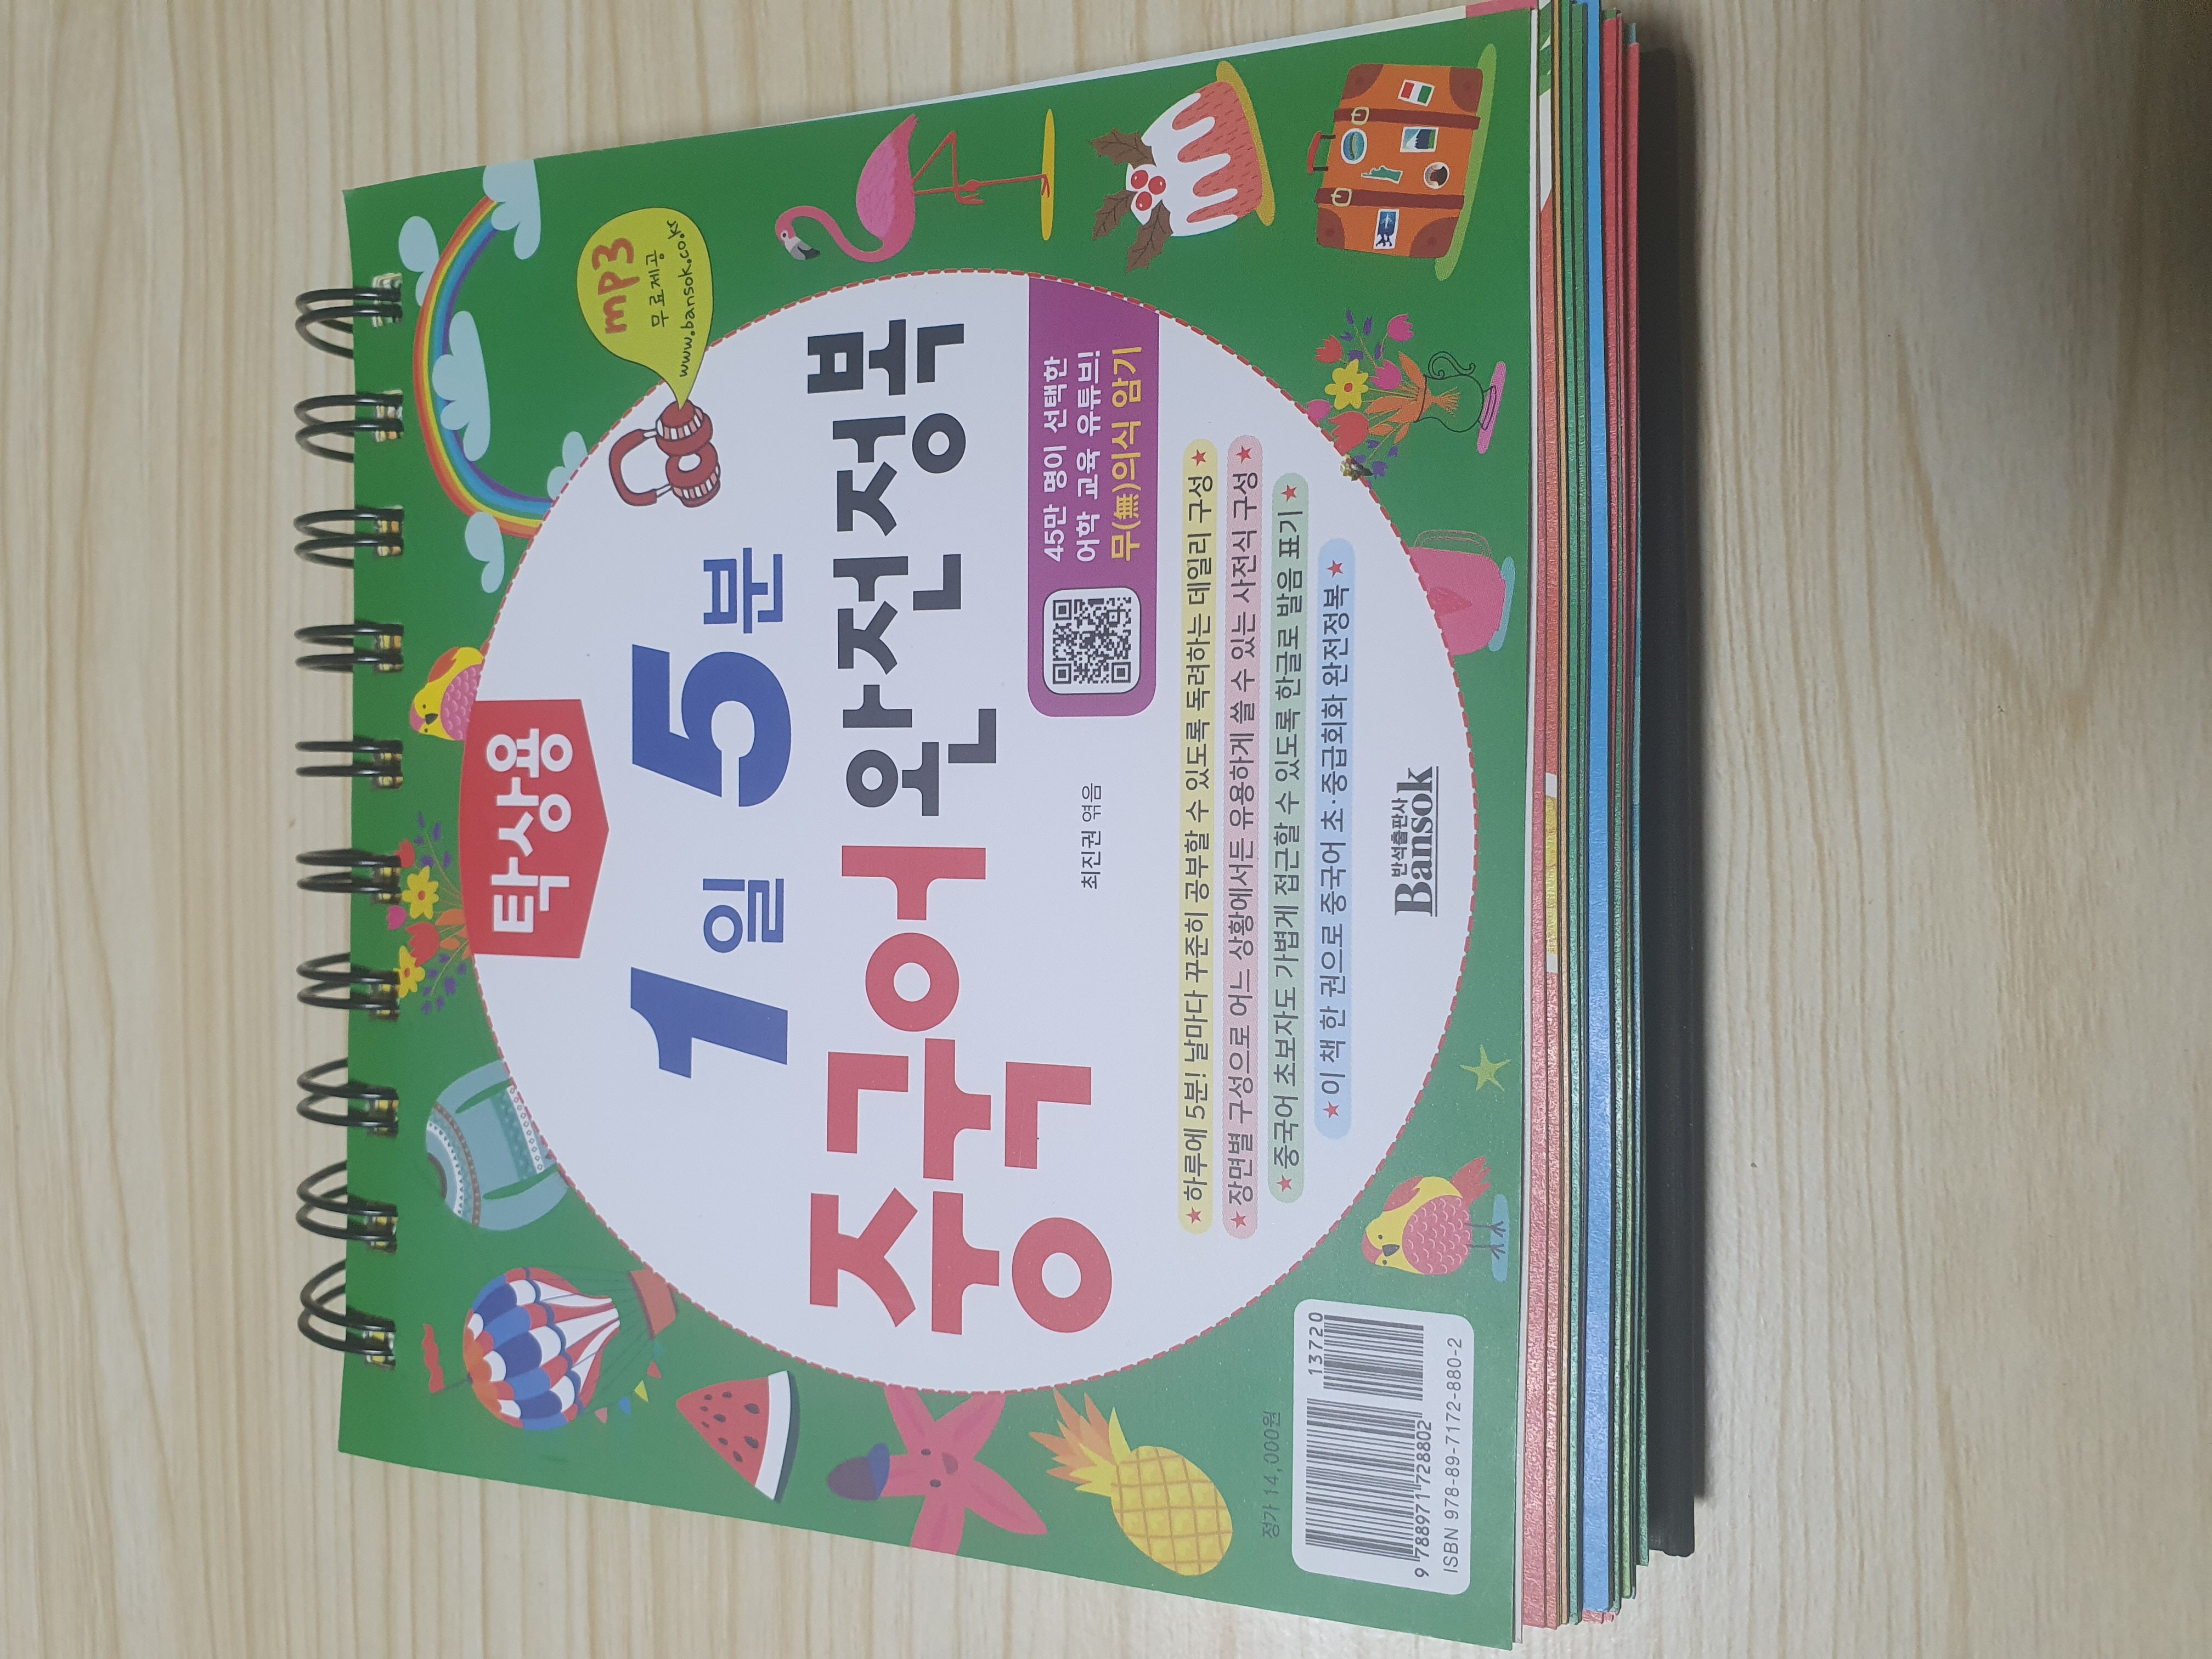 탁상용
mp3
무료제공
www.bansok.co.kr
1일 5분
중국어 완전정복
최진권 엮음
45만 명이 선택한
어학 교육 유튜브!
무(無)의식 암기
★ 하루에 5분! 날마다 꾸준히 공부할 수 있도록 독려하는 데일리 구성 ★
★ 장면별 구성으로 어느 상황에서든 유용하게 쓸 수 있는 사전식 구성 ★
★ 중국어 초보자도 가볍게 접근할 수 있도록 한글로 발음 표기 ★
★ 이 책 한 권으로 중국어 초·중급회화 완전정복 ★
반석출판사
Bansok
정가 14,000원
13720
9 788971 728802
ISBN 978-89-7172-880-2